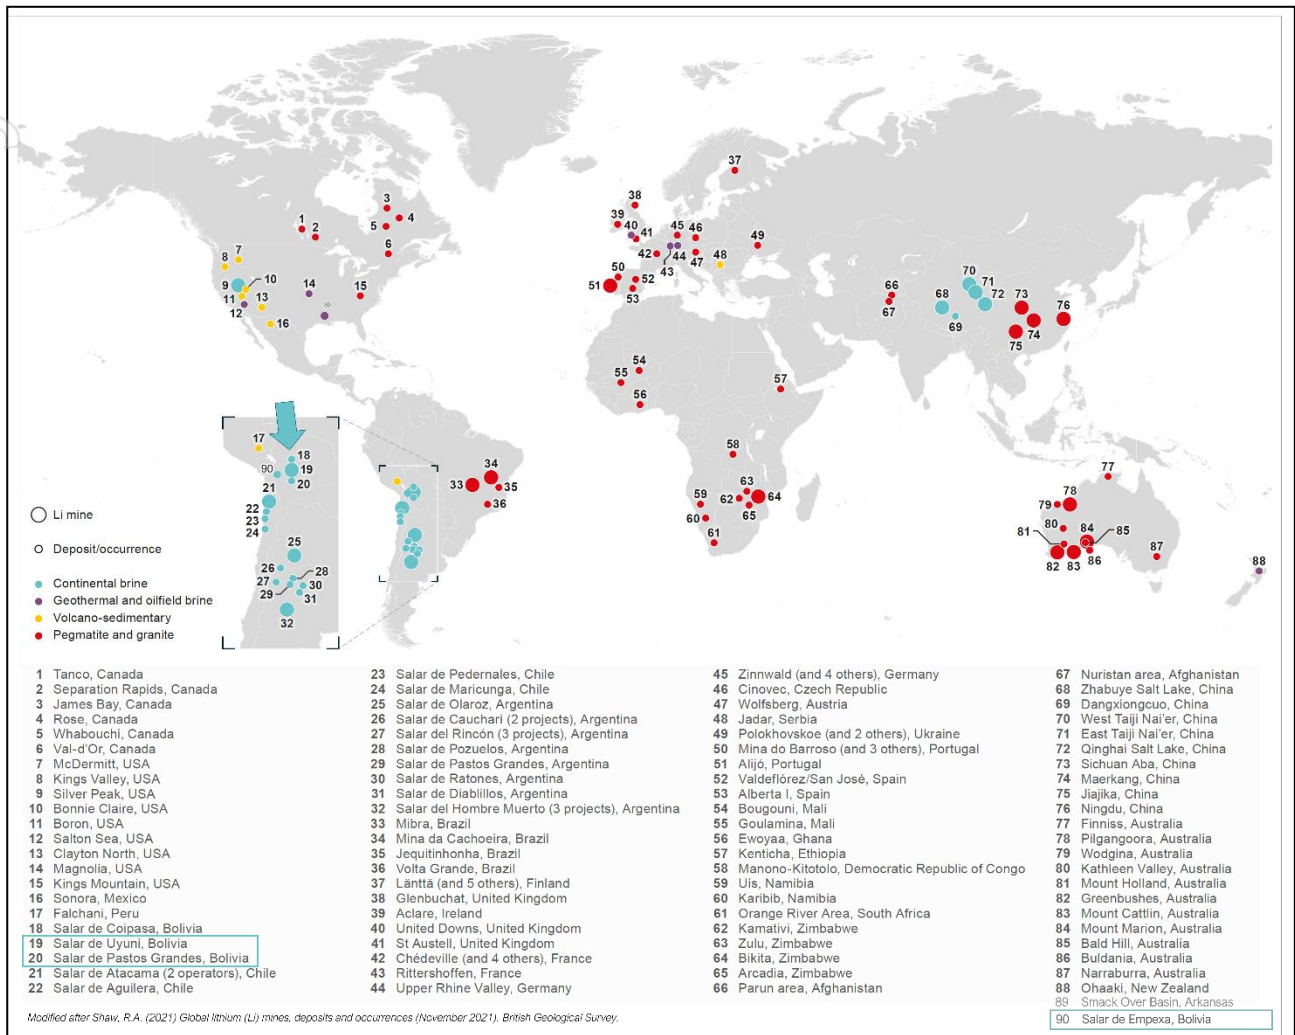 37
38
3
39
1
2
4
40
45
5
41
46
49
6
7
42
44
47
48
8
43
50
52
70
10
71
66
9
14
15
51
53
68
72
73
76
11
13
67
89
12
69
74
16
75
54
55
57
56
17
18
34
58
77
90
19
33
20
35
63
78
21
36
59
62
64
79
22
60
65
23
80
84
85
24
61
81
Li mine
25
87
Deposit/occurrence
82
83
86
88
26
28
Continental brine
27
30
Geothermal and oilfield brine
29
31
Volcano-sedimentary
32
Pegmatite and granite
1 Tanco, Canada
2 Separation Rapids, Canada
3 James Bay, Canada
4 Rose, Canada
5 Whabouchi, Canada
6 Val-d'Or, Canada
7 McDermitt, USA
8 Kings Valley, USA
9 Silver Peak, USA
10 Bonnie Claire, USA
11 Boron, USA
12 Salton Sea, USA
13 Clayton North, USA
14 Magnolia, USA
15 Kings Mountain, USA
16 Sonora, Mexico
17 Falchani, Peru
18 Salar de Coipasa, Bolivia
19 Salar de Uyuni, Bolivia
20 Salar de Pastos Grandes, Bolivia
21 Salar de Atacama (2 operators), Chile
22 Salar de Aguilera, Chile
23 Salar de Pedernales, Chile
24 Salar de Maricunga, Chile
25 Salar de Olaroz, Argentina
26 Salar de Cauchari (2 projects), Argentina
27 Salar del Rincón (3 projects), Argentina
28 Salar de Pozuelos, Argentina
29 Salar de Pastos Grandes, Argentina
30 Salar de Ratones, Argentina
31 Salar de Diablillos, Argentina
32 Salar del Hombre Muerto (3 projects), Argentina
33 Mibra, Brazil
34 Mina da Cachoeira, Brazil
35 Jequitinhonha, Brazil
36 Volta Grande, Brazil
37 Länttä (and 5 others), Finland
38 Glenbuchat, United Kingdom
39 Aclare, Ireland
40 United Downs, United Kingdom
41 St Austell, United Kingdom
42 Chédeville (and 4 others), France
43 Rittershoffen, France
44 Upper Rhine Valley, Germany
45 Zinnwald (and 4 others), Germany
46 Cinovec, Czech Republic
47 Wolfsberg, Austria
48 Jadar, Serbia
49 Polokhovskoe (and 2 others), Ukraine
50 Mina do Barroso (and 3 others), Portugal
51 Alijó, Portugal
52 Valdeflórez/San José, Spain
53 Alberta I, Spain
54 Bougouni, Mali
55 Goulamina, Mali
56 Ewoyaa, Ghana
57 Kenticha, Ethiopia
58 Manono-Kitotolo, Democratic Republic of Congo
59 Uis, Namibia
60 Karibib, Namibia
61 Orange River Area, South Africa
62 Kamativi, Zimbabwe
63 Zulu, Zimbabwe
64 Bikita, Zimbabwe
65 Arcadia, Zimbabwe
66 Parun area, Afghanistan
67 Nuristan area, Afghanistan
68 Zhabuye Salt Lake, China
69 Dangxiongcuo, China
70 West Taiji Nai'er, China
71 East Taiji Nai'er, China
72 Qinghai Salt Lake, China
73 Sichuan Aba, China
74 Maerkang, China
75 Jiajika, China
76 Ningdu, China
77 Finniss, Australia
78 Pilgangoora, Australia
79 Wodgina, Australia
80 Kathleen Valley, Australia
81 Mount Holland, Australia
82 Greenbushes, Australia
83 Mount Cattlin, Australia
84 Mount Marion, Australia
85 Bald Hill, Australia
86 Buldania, Australia
87 Narraburra, Australia
88 Ohaaki, New Zealand
89 Smack Over Basin, Arkansas
90 Salar de Empexa, Bolivia
Modified after Shaw, R.A. (2021) Global lithium (Li) mines, deposits and occurrences (November 2021). British Geological Survey.